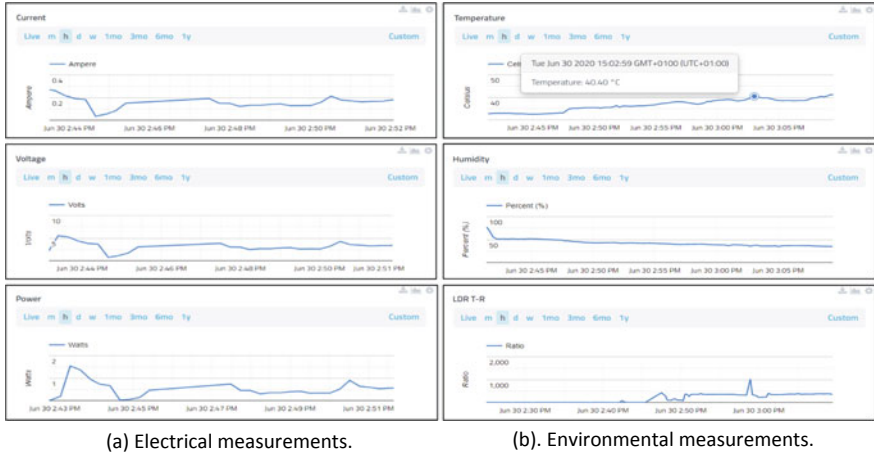 Current
Live m h d w 1mo 3mo 6mo 1y Custom
Ampere
0.4
0.2
Ampere
Jun 30 2:44 PM Jun 30 2:46 PM Jun 30 2:48 PM Jun 30 2:50 PM Jun 30 2:52 PM
Voltage
Live m h d w 1mo 3mo 6mo 1y Custom
Volts
10
5
Volts
Jun 30 2:44 PM Jun 30 2:46 PM Jun 30 2:48 PM Jun 30 2:50 PM Jun 30 2:51 PM
Power
Live m h d w 1mo 3mo 6mo 1y Custom
Watts
2
1
Watts
Jun 30 2:43 PM Jun 30 2:45 PM Jun 30 2:47 PM Jun 30 2:49 PM Jun 30 2:51 PM
(a) Electrical measurements.
Temperature
Live m h d w 1mo 3mo 6mo 1y Custom
Tue Jun 30 2020 15:02:59 GMT+0100 (UTC+01:00)
Temperature: 40.40 °C
50
40
Celsius
Jun 30 2:45 PM Jun 30 2:50 PM Jun 30 2:55 PM Jun 30 3:00 PM Jun 30 3:05 PM
Humidity
Live m h d w 1mo 3mo 6mo 1y Custom
Percent (%)
100
50
Percent (%)
Jun 30 2:45 PM Jun 30 2:50 PM Jun 30 2:55 PM Jun 30 3:00 PM Jun 30 3:05 PM
LDR T-R
Live m h d w 1mo 3mo 6mo 1y Custom
Ratio
2,000
1,000
Ratio
Jun 30 2:30 PM Jun 30 2:40 PM Jun 30 2:50 PM Jun 30 3:00 PM
(b). Environmental measurements.